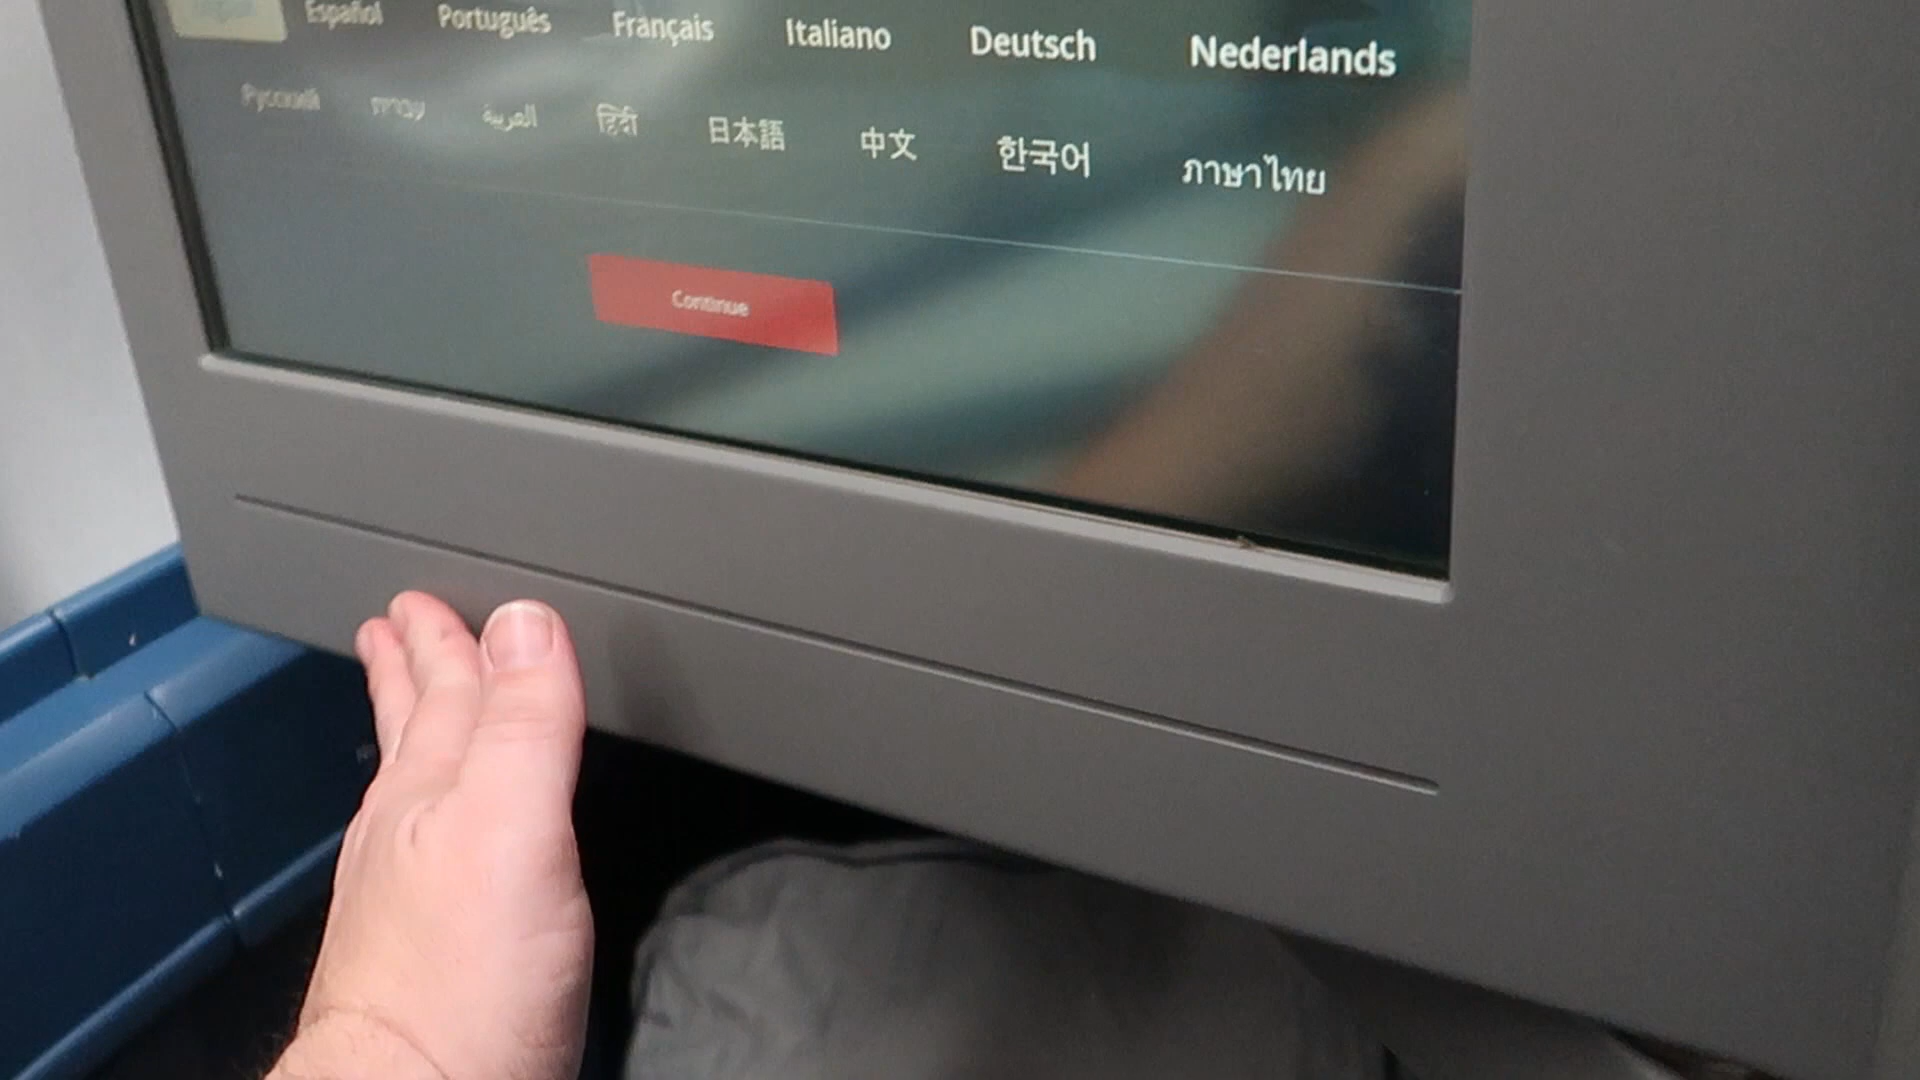 Español Português Français Italiano Deutsch Nederlands
Русский עברית العربية हिंदी 日本語 中文 한국어 ภาษาไทย
Continue